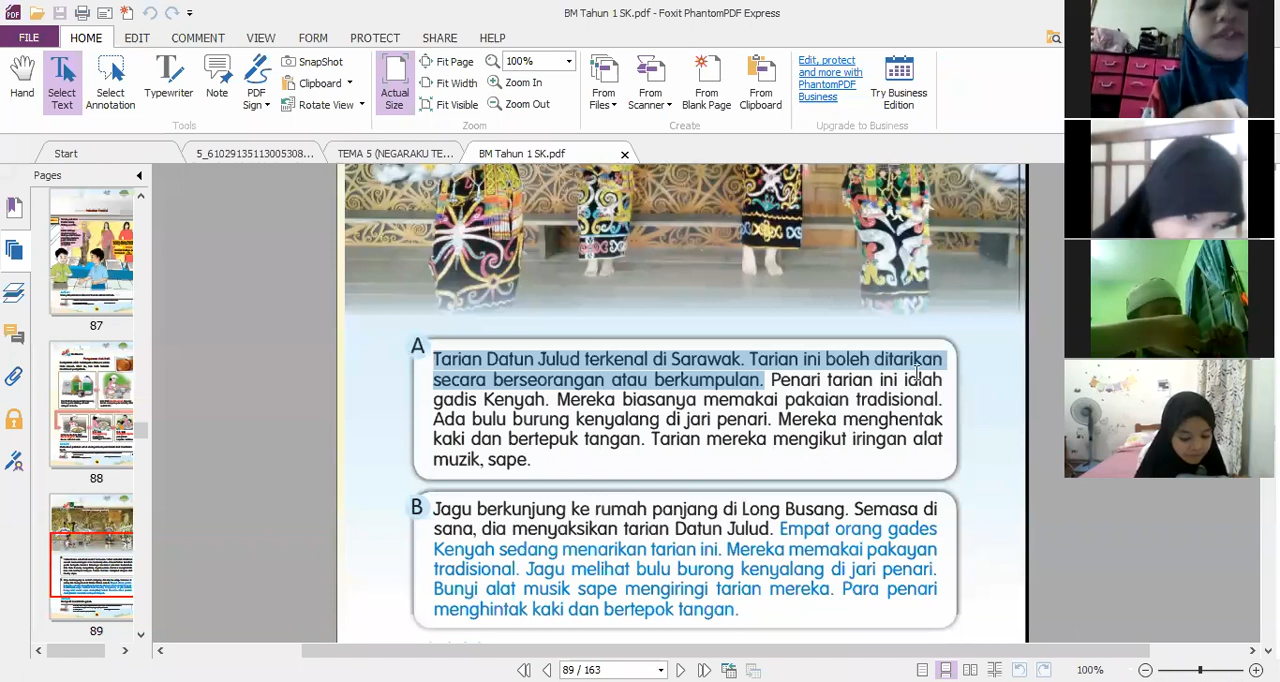 BM Tahun 1 SK.pdf - Foxit PhantomPDF Express
FILE HOME EDIT COMMENT VIEW FORM PROTECT SHARE HELP
Hand
Select Text
Select Annotation
Typewriter
Note
PDF Sign
SnapShot
Clipboard
Rotate View
Tools
Actual Size
Fit Page
Fit Width
Fit Visible
100%
Zoom In
Zoom Out
Zoom
From Files
From Scanner
From Blank Page
From Clipboard
Create
Edit, protect
and more with
PhantomPDF
Business
Try Business
Edition
Upgrade to Business
Start
5_61029135113005308...
TEMA 5 (NEGARAKU TE...
BM Tahun 1 SK.pdf
Pages
87
88
89
A
Tarian Datun Julud terkenal di Sarawak. Tarian ini boleh ditarikan
secara berseorangan atau berkumpulan. Penari tarian ini ialah
gadis Kenyah. Mereka biasanya memakai pakaian tradisional.
Ada bulu burung kenyalang di jari penari. Mereka menghentak
kaki dan bertepuk tangan. Tarian mereka mengikut iringan alat
muzik, sape.
B
Jagu berkunjung ke rumah panjang di Long Busang. Semasa di
sana, dia menyaksikan tarian Datun Julud. Empat orang gades
Kenyah sedang menarikan tarian ini. Mereka memakai pakayan
tradisional. Jagu melihat bulu burong kenyalang di jari penari.
Bunyi alat musik sape mengiringi tarian mereka. Para penari
menghintak kaki dan bertepok tangan.
89 / 163
100%